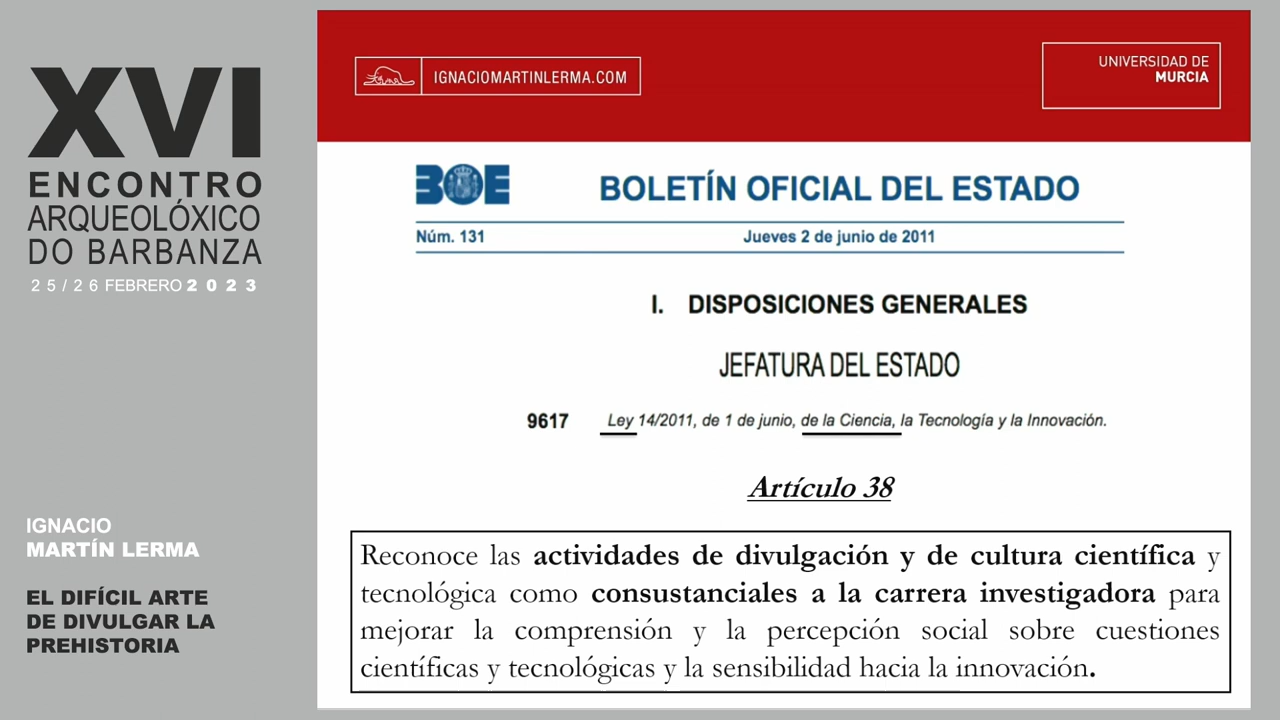 XVI
ENCONTRO
ARQUEOLÓXICO
DO BARBANZA
25/26 FEBRERO 2023
IGNACIO
MARTÍN LERMA
EL DIFÍCIL ARTE
DE DIVULGAR LA
PREHISTORIA
IGNACIOMARTINLERMA.COM
UNIVERSIDAD DE
MURCIA
BOE
BOLETÍN OFICIAL DEL ESTADO
Núm. 131
Jueves 2 de junio de 2011
I. DISPOSICIONES GENERALES
JEFATURA DEL ESTADO
9617 Ley 14/2011, de 1 de junio, de la Ciencia, la Tecnología y la Innovación.
Artículo 38
Reconoce las actividades de divulgación y de cultura científica y
tecnológica como consustanciales a la carrera investigadora para
mejorar la comprensión y la percepción social sobre cuestiones
científicas y tecnológicas y la sensibilidad hacia la innovación.